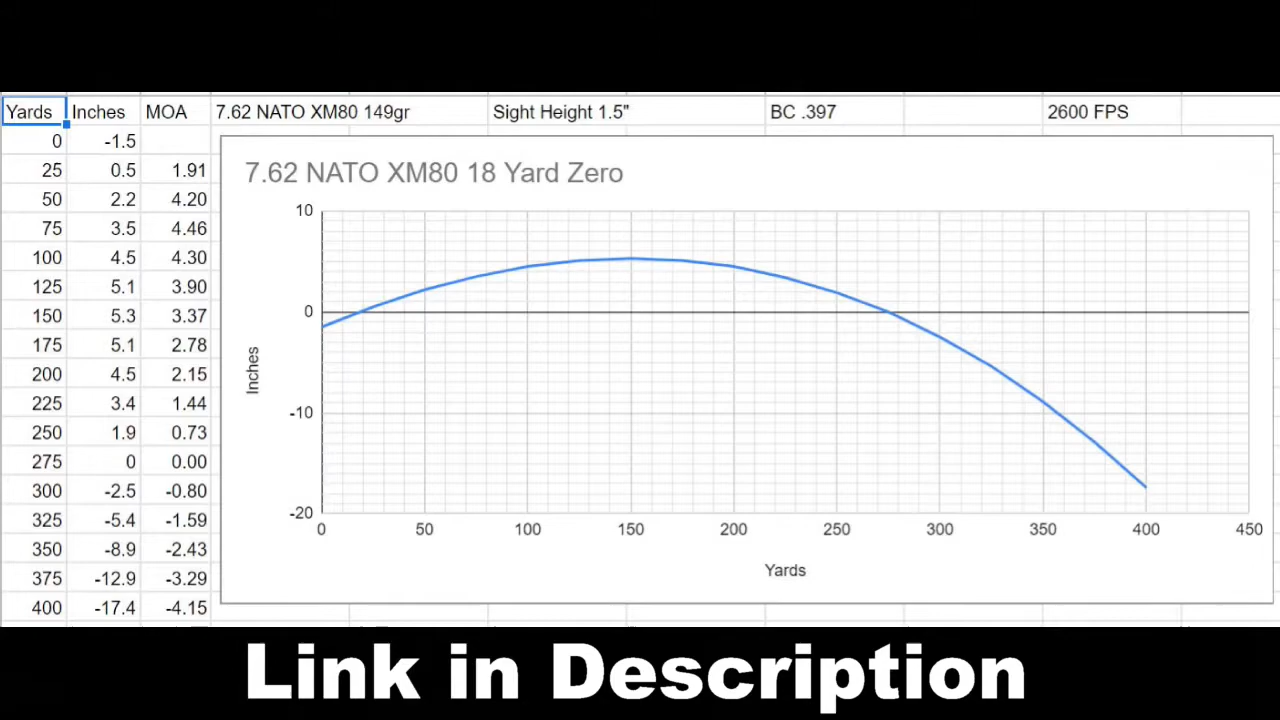 Yards Inches MOA 7.62 NATO XM80 149gr Sight Height 1.5" BC .397 2600 FPS
0 -1.5
25 0.5 1.91
50 2.2 4.20
75 3.5 4.46
100 4.5 4.30
125 5.1 3.90
150 5.3 3.37
175 5.1 2.78
200 4.5 2.15
225 3.4 1.44
250 1.9 0.73
275 0 0.00
300 -2.5 -0.80
325 -5.4 -1.59
350 -8.9 -2.43
375 -12.9 -3.29
400 -17.4 -4.15
7.62 NATO XM80 18 Yard Zero
10
0
-10
-20
Inches
0 50 100 150 200 250 300 350 400 450
Yards
Link in Description